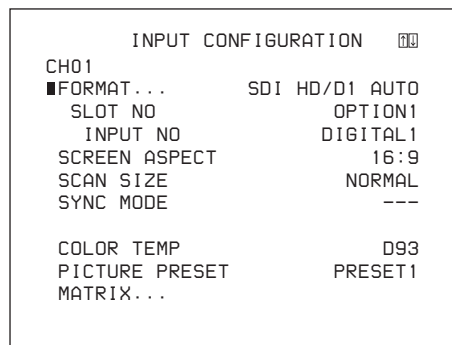 INPUT CONFIGURATION ↑↓
CH01
■FORMAT... SDI HD/D1 AUTO
SLOT NO OPTION1
INPUT NO DIGITAL1
SCREEN ASPECT 16:9
SCAN SIZE NORMAL
SYNC MODE ---
COLOR TEMP D93
PICTURE PRESET PRESET1
MATRIX...